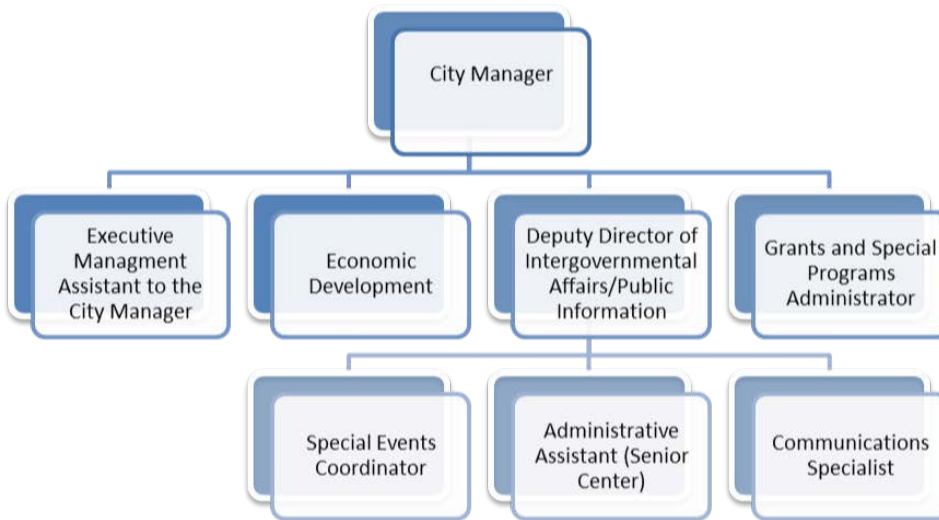 City Manager
Executive
Managment
Assistant to the
City Manager
Economic
Development
Deputy Director of
Intergovernmental
Affairs/Public
Information
Grants and Special
Programs
Administrator
Special Events
Coordinator
Administrative
Assistant (Senior
Center)
Communications
Specialist